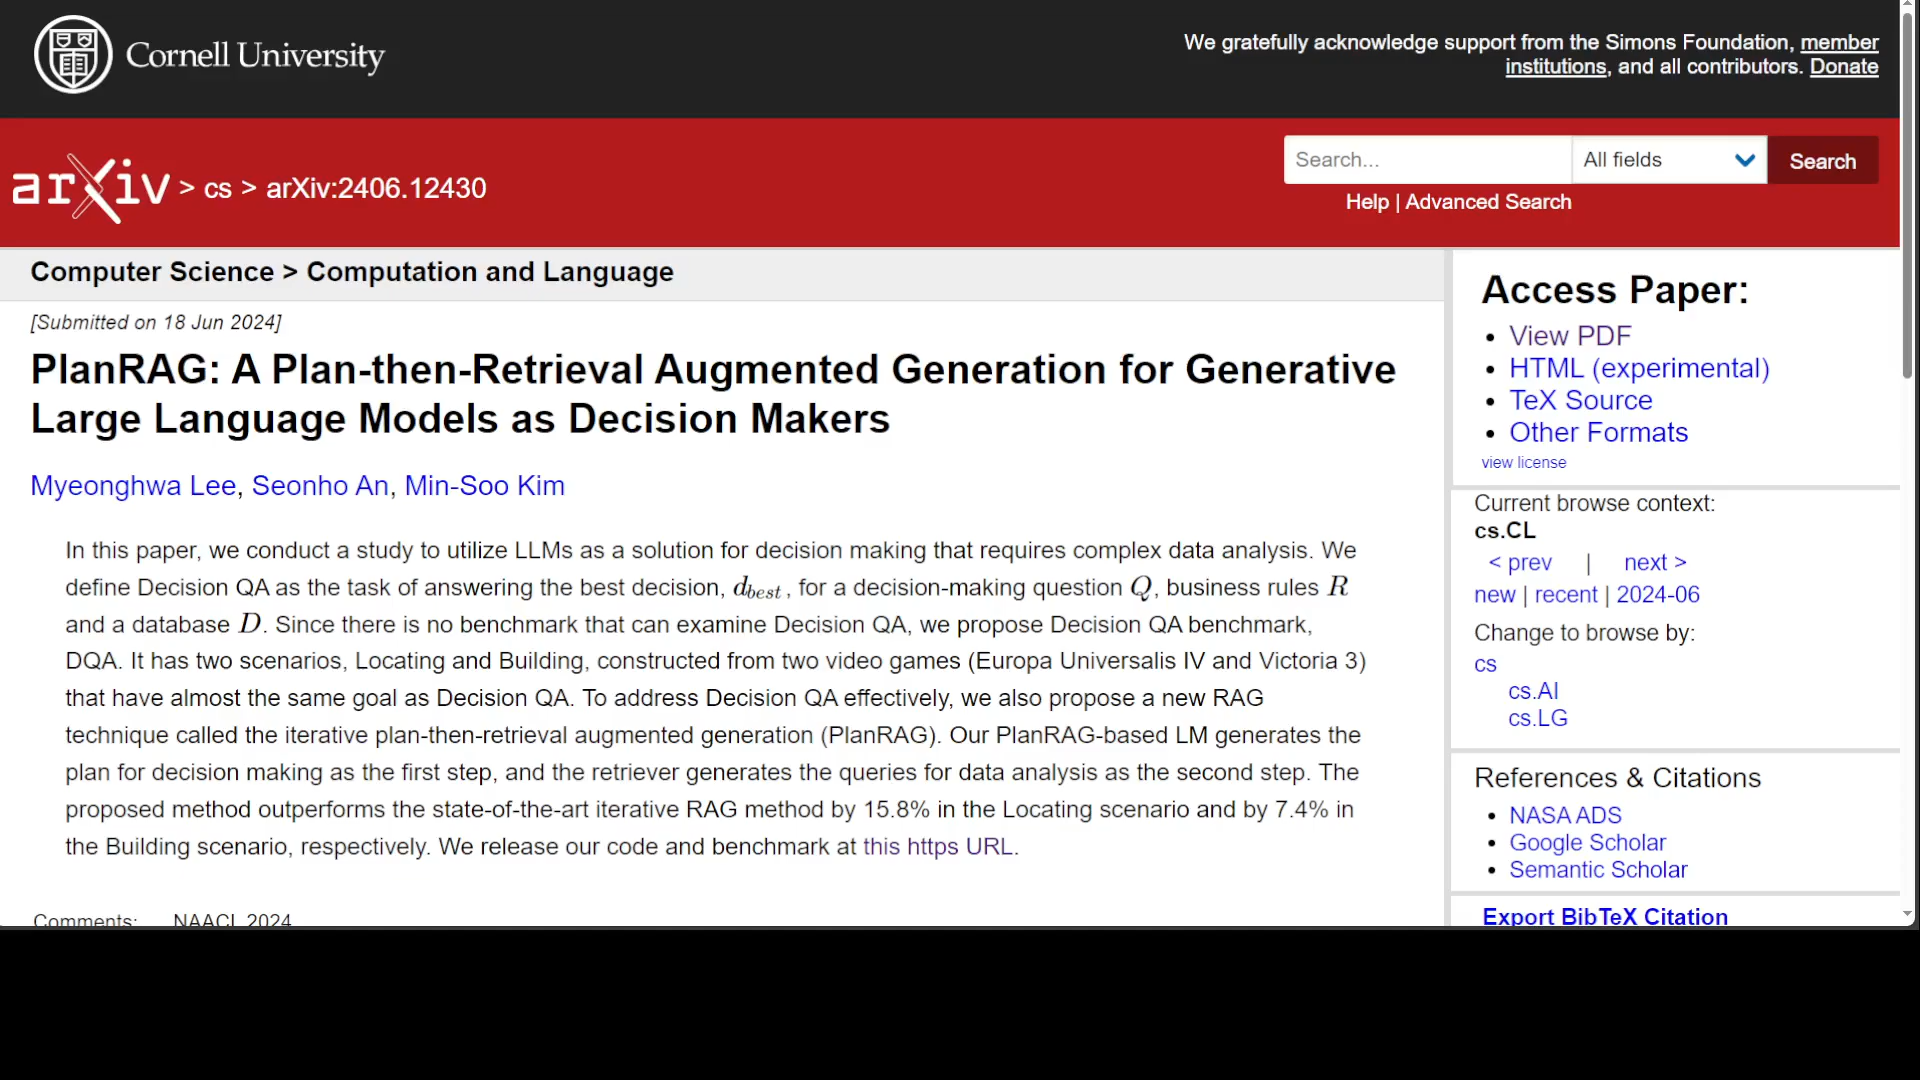 Cornell University
We gratefully acknowledge support from the Simons Foundation, member
institutions, and all contributors. Donate
arXiv > cs > arXiv:2406.12430
Search...
All fields
Search
Help | Advanced Search
Computer Science > Computation and Language
[Submitted on 18 Jun 2024]
PlanRAG: A Plan-then-Retrieval Augmented Generation for Generative
Large Language Models as Decision Makers
Myeonghwa Lee, Seonho An, Min-Soo Kim
In this paper, we conduct a study to utilize LLMs as a solution for decision making that requires complex data analysis. We
define Decision QA as the task of answering the best decision, d_best, for a decision-making question Q, business rules R
and a database D. Since there is no benchmark that can examine Decision QA, we propose Decision QA benchmark,
DQA. It has two scenarios, Locating and Building, constructed from two video games (Europa Universalis IV and Victoria 3)
that have almost the same goal as Decision QA. To address Decision QA effectively, we also propose a new RAG
technique called the iterative plan-then-retrieval augmented generation (PlanRAG). Our PlanRAG-based LM generates the
plan for decision making as the first step, and the retriever generates the queries for data analysis as the second step. The
proposed method outperforms the state-of-the-art iterative RAG method by 15.8% in the Locating scenario and by 7.4% in
the Building scenario, respectively. We release our code and benchmark at this https URL.
Comments: NAACL 2024
Access Paper:
View PDF
HTML (experimental)
TeX Source
Other Formats
view license
Current browse context:
cs.CL
< prev | next >
new | recent | 2024-06
Change to browse by:
cs
cs.AI
cs.LG
References & Citations
NASA ADS
Google Scholar
Semantic Scholar
Export BibTeX Citation